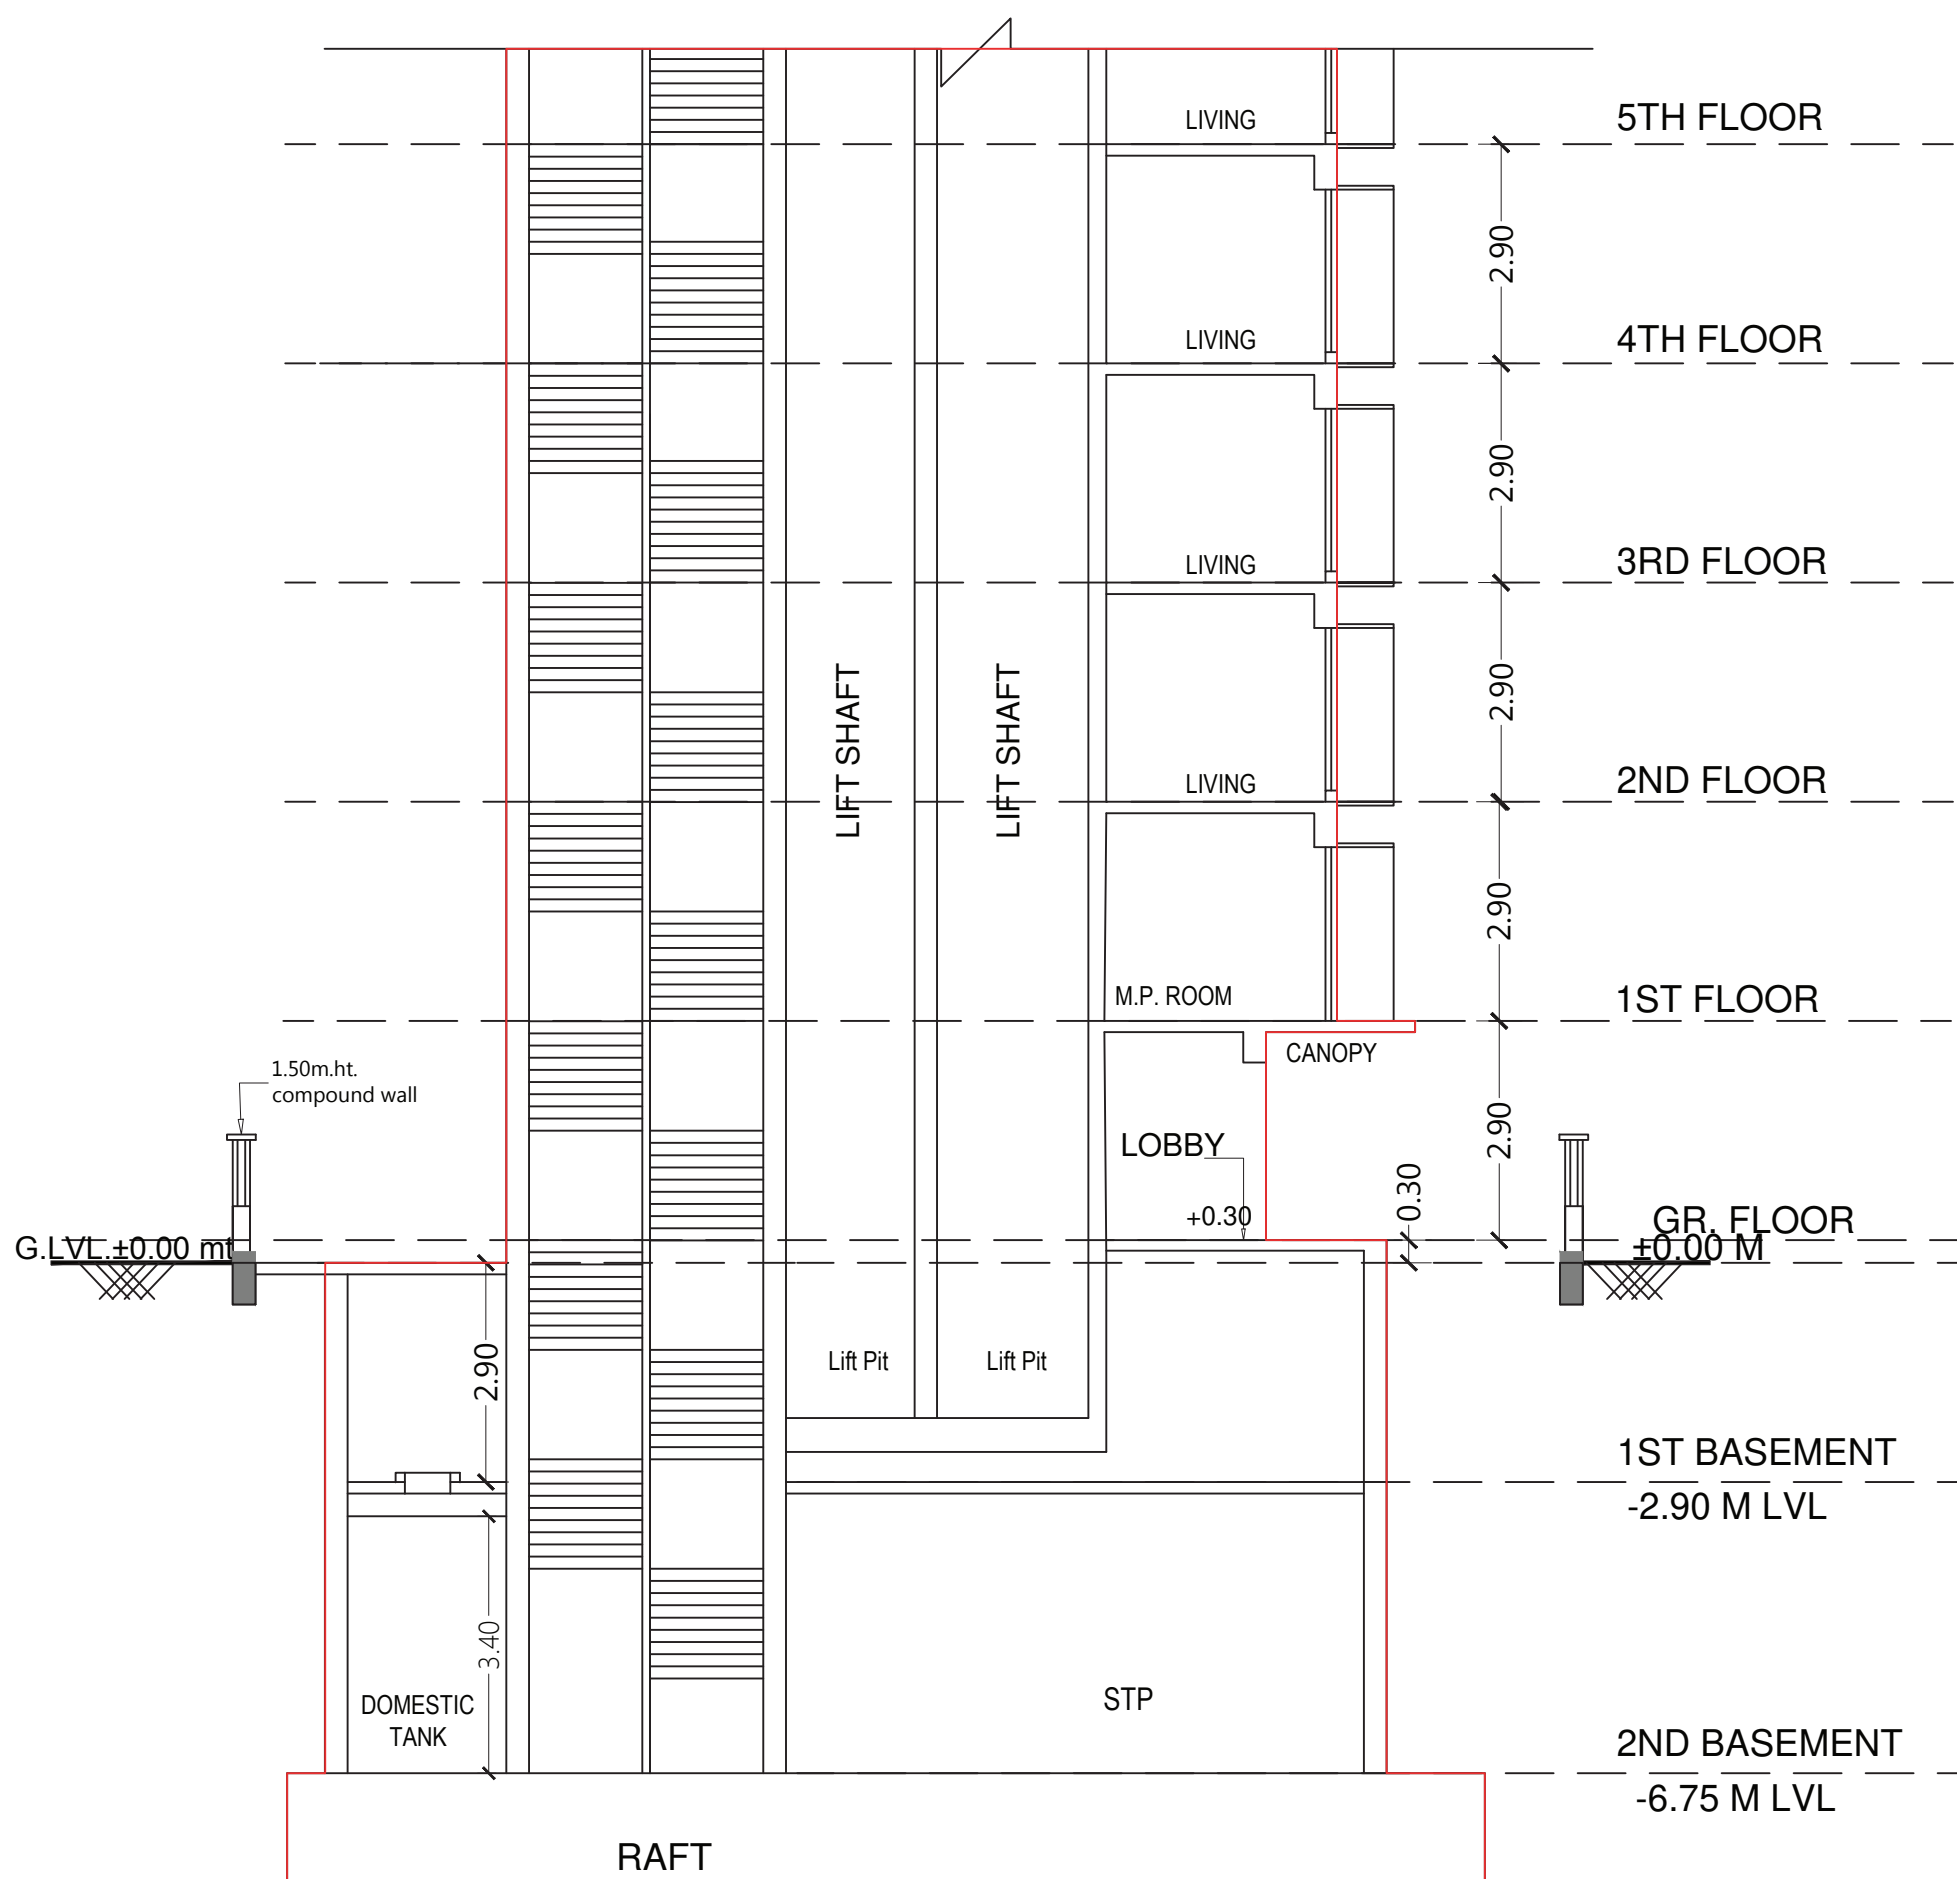 LIVING
5TH FLOOR
2.90
LIVING
4TH FLOOR
2.90
LIVING
3RD FLOOR
LIFT SHAFT
LIFT SHAFT
2.90
LIVING
2ND FLOOR
2.90
M.P. ROOM
1ST FLOOR
CANOPY
1.50m.ht.
compound wall
2.90
LOBBY
0.30
+0.30
GR. FLOOR
G.LVL.±0.00 mt
±0.00 M
2.90
Lift Pit
Lift Pit
1ST BASEMENT
-2.90 M LVL
3.40
DOMESTIC
TANK
STP
2ND BASEMENT
-6.75 M LVL
RAFT